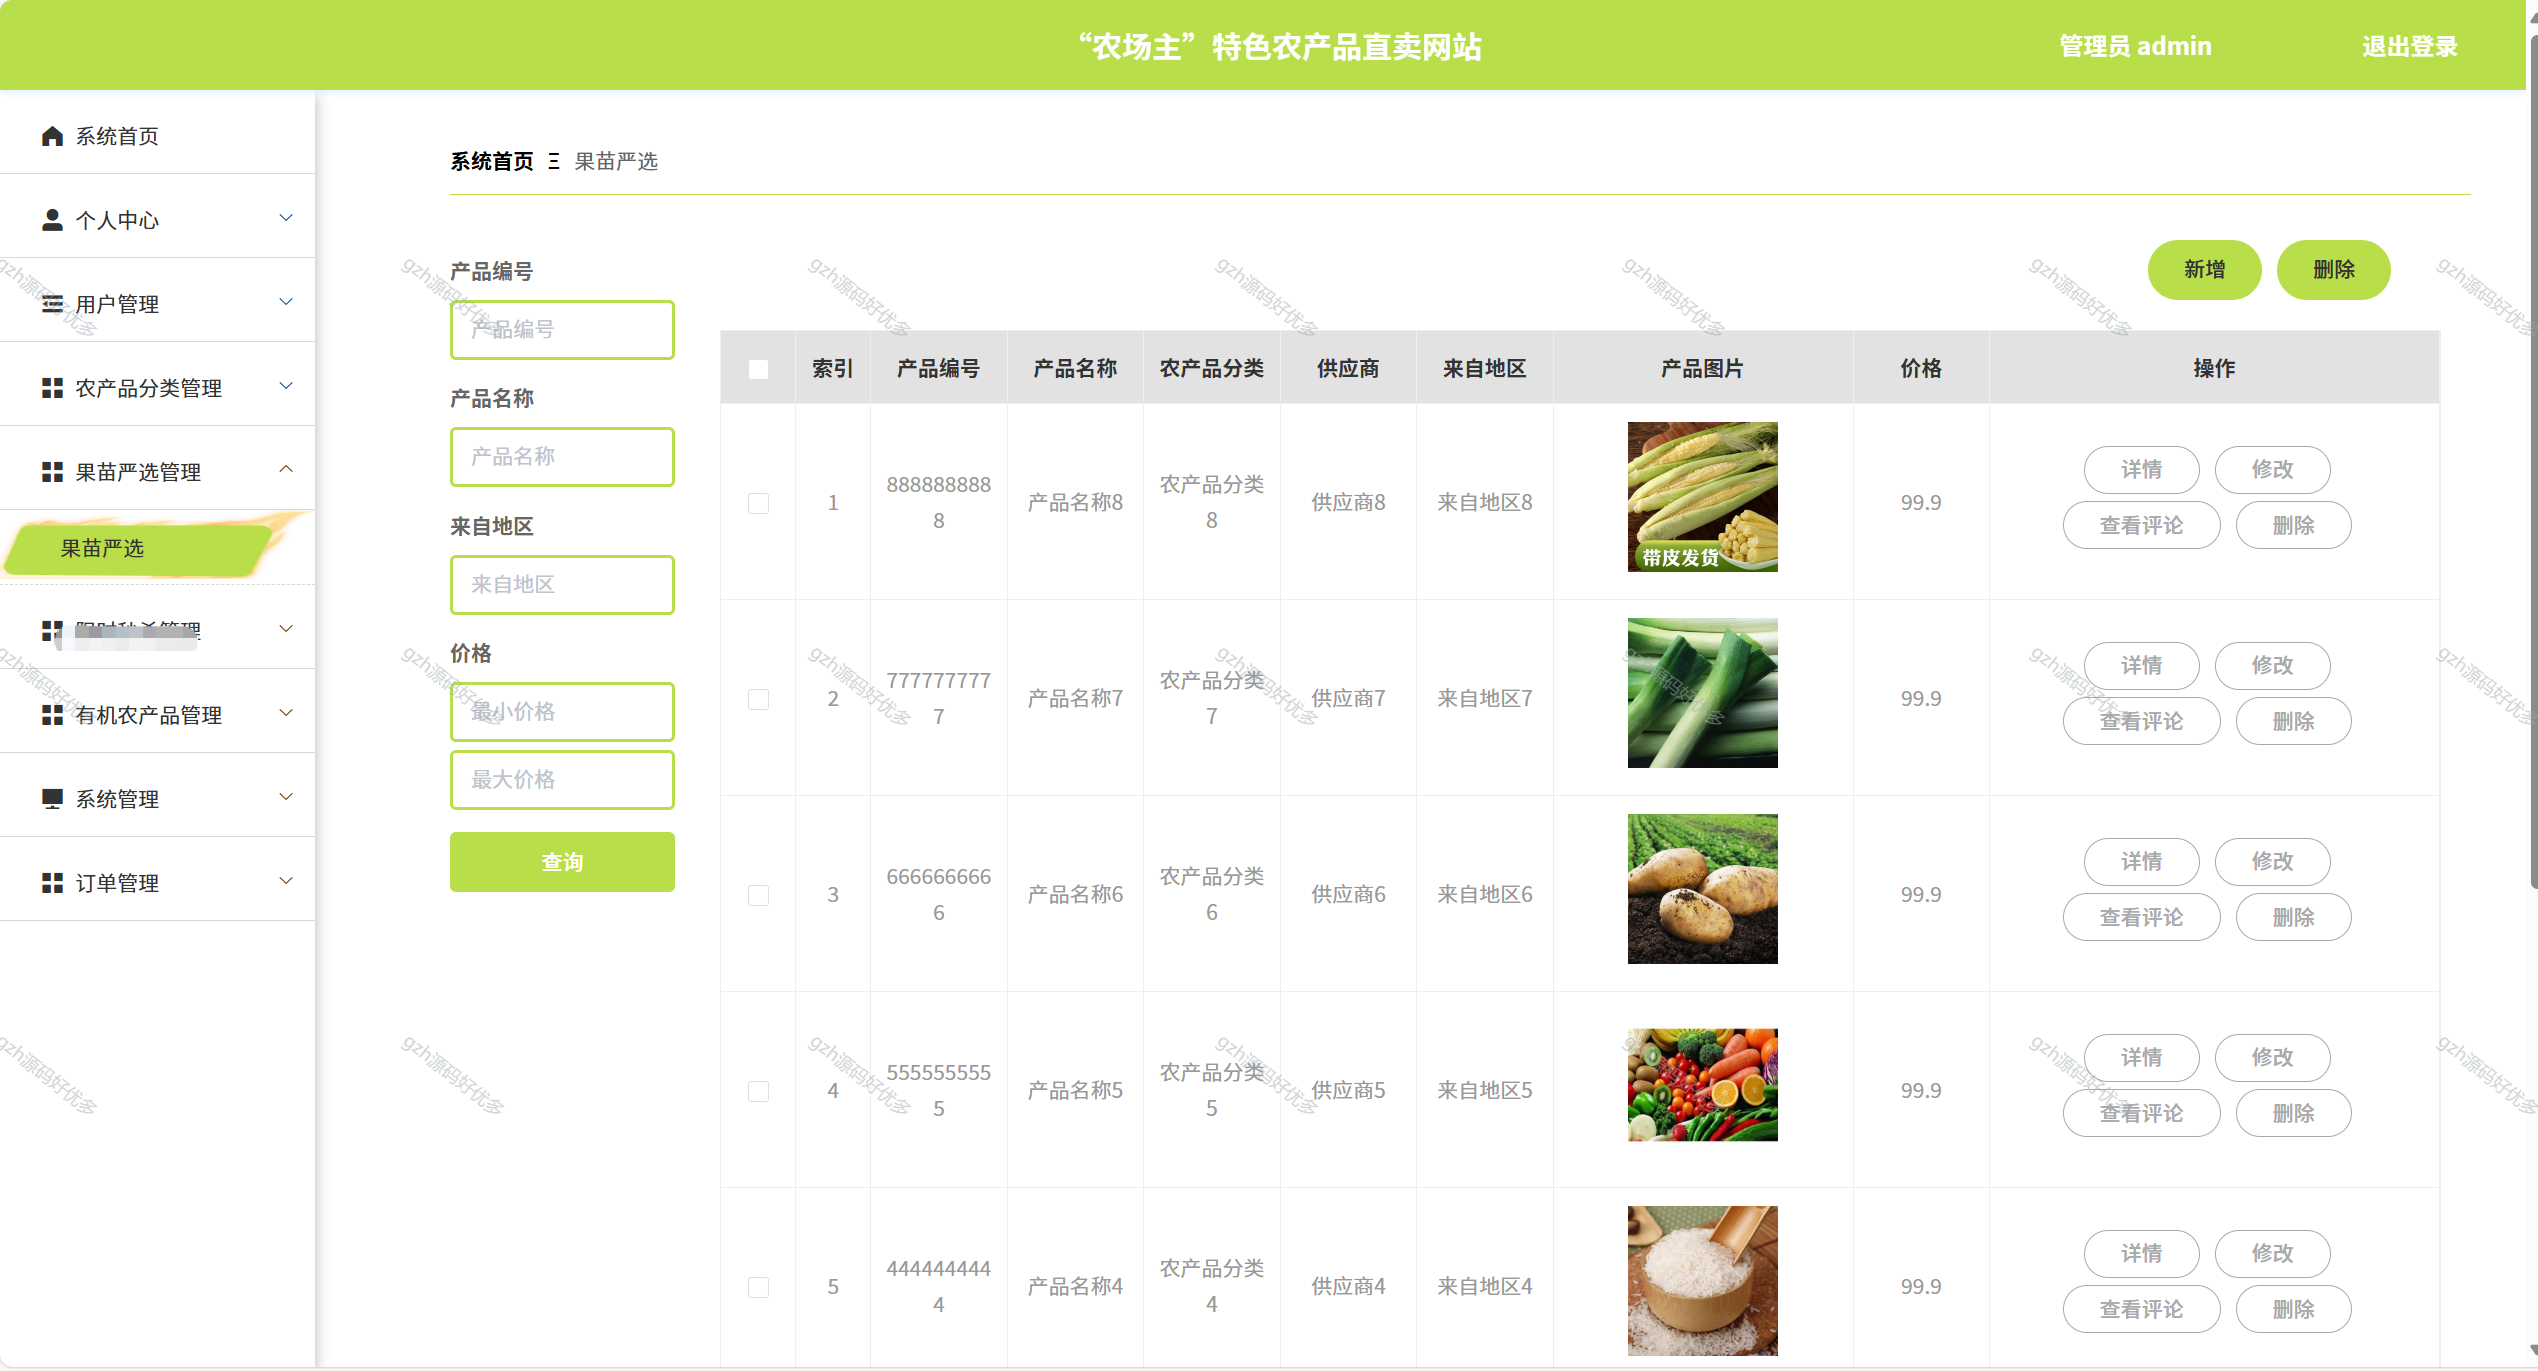 “农场主”特色农产品直卖网站
管理员 admin
退出登录
系统首页
个人中心
用户管理
农产品分类管理
果苗严选管理
果苗严选
有机农产品管理
系统管理
订单管理
系统首页 Ξ 果苗严选
产品编号
产品编号
产品名称
产品名称
来自地区
来自地区
价格
最小价格
最大价格
查询
新增 删除
索引 产品编号 产品名称 农产品分类 供应商 来自地区 产品图片 价格 操作
1 8888888888 产品名称8 农产品分类8 供应商8 来自地区8 带皮发货 99.9 详情 修改 查看评论 删除
2 7777777777 产品名称7 农产品分类7 供应商7 来自地区7 99.9 详情 修改 查看评论 删除
3 6666666666 产品名称6 农产品分类6 供应商6 来自地区6 99.9 详情 修改 查看评论 删除
4 5555555555 产品名称5 农产品分类5 供应商5 来自地区5 99.9 详情 修改 查看评论 删除
5 4444444444 产品名称4 农产品分类4 供应商4 来自地区4 99.9 详情 修改 查看评论 删除
gzh源码好优多